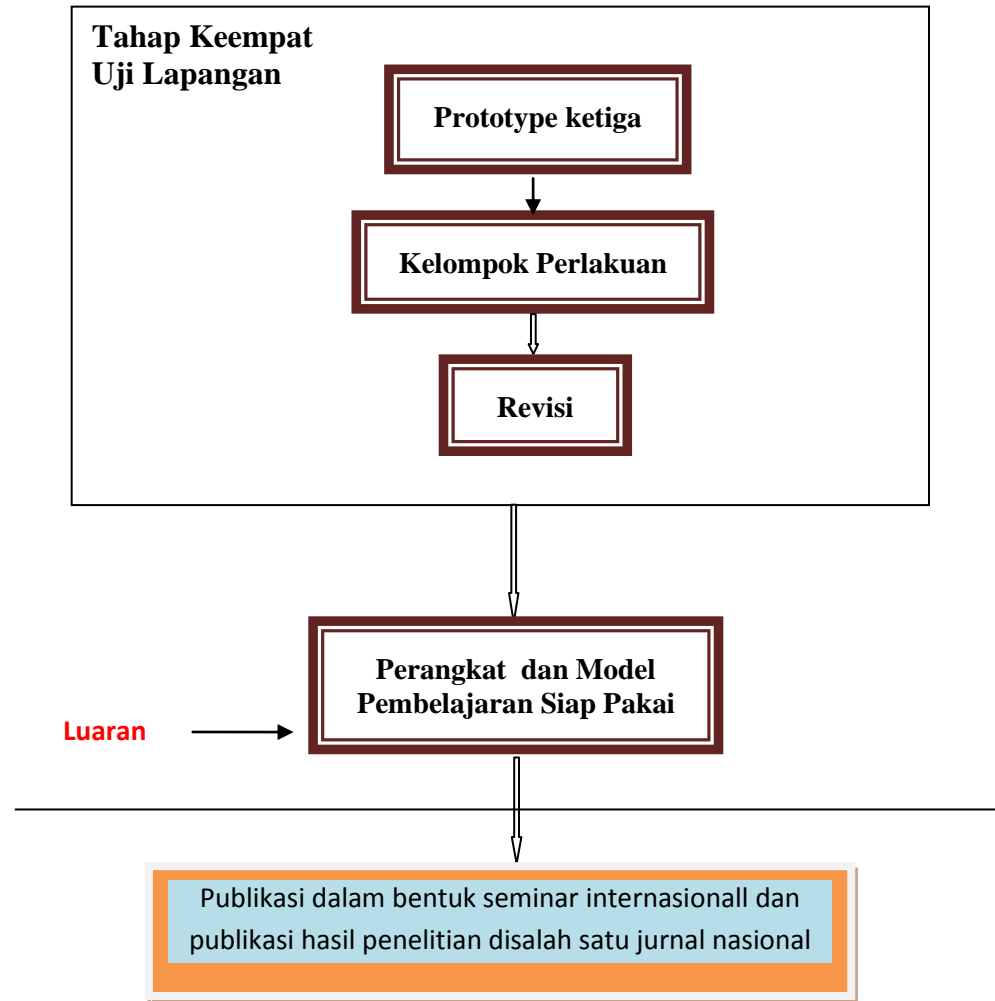 Tahap Keempat
Uji Lapangan
Prototype ketiga
Kelompok Perlakuan
Revisi
Perangkat dan Model
Pembelajaran Siap Pakai
Luaran
Publikasi dalam bentuk seminar internasionall dan
publikasi hasil penelitian disalah satu jurnal nasional